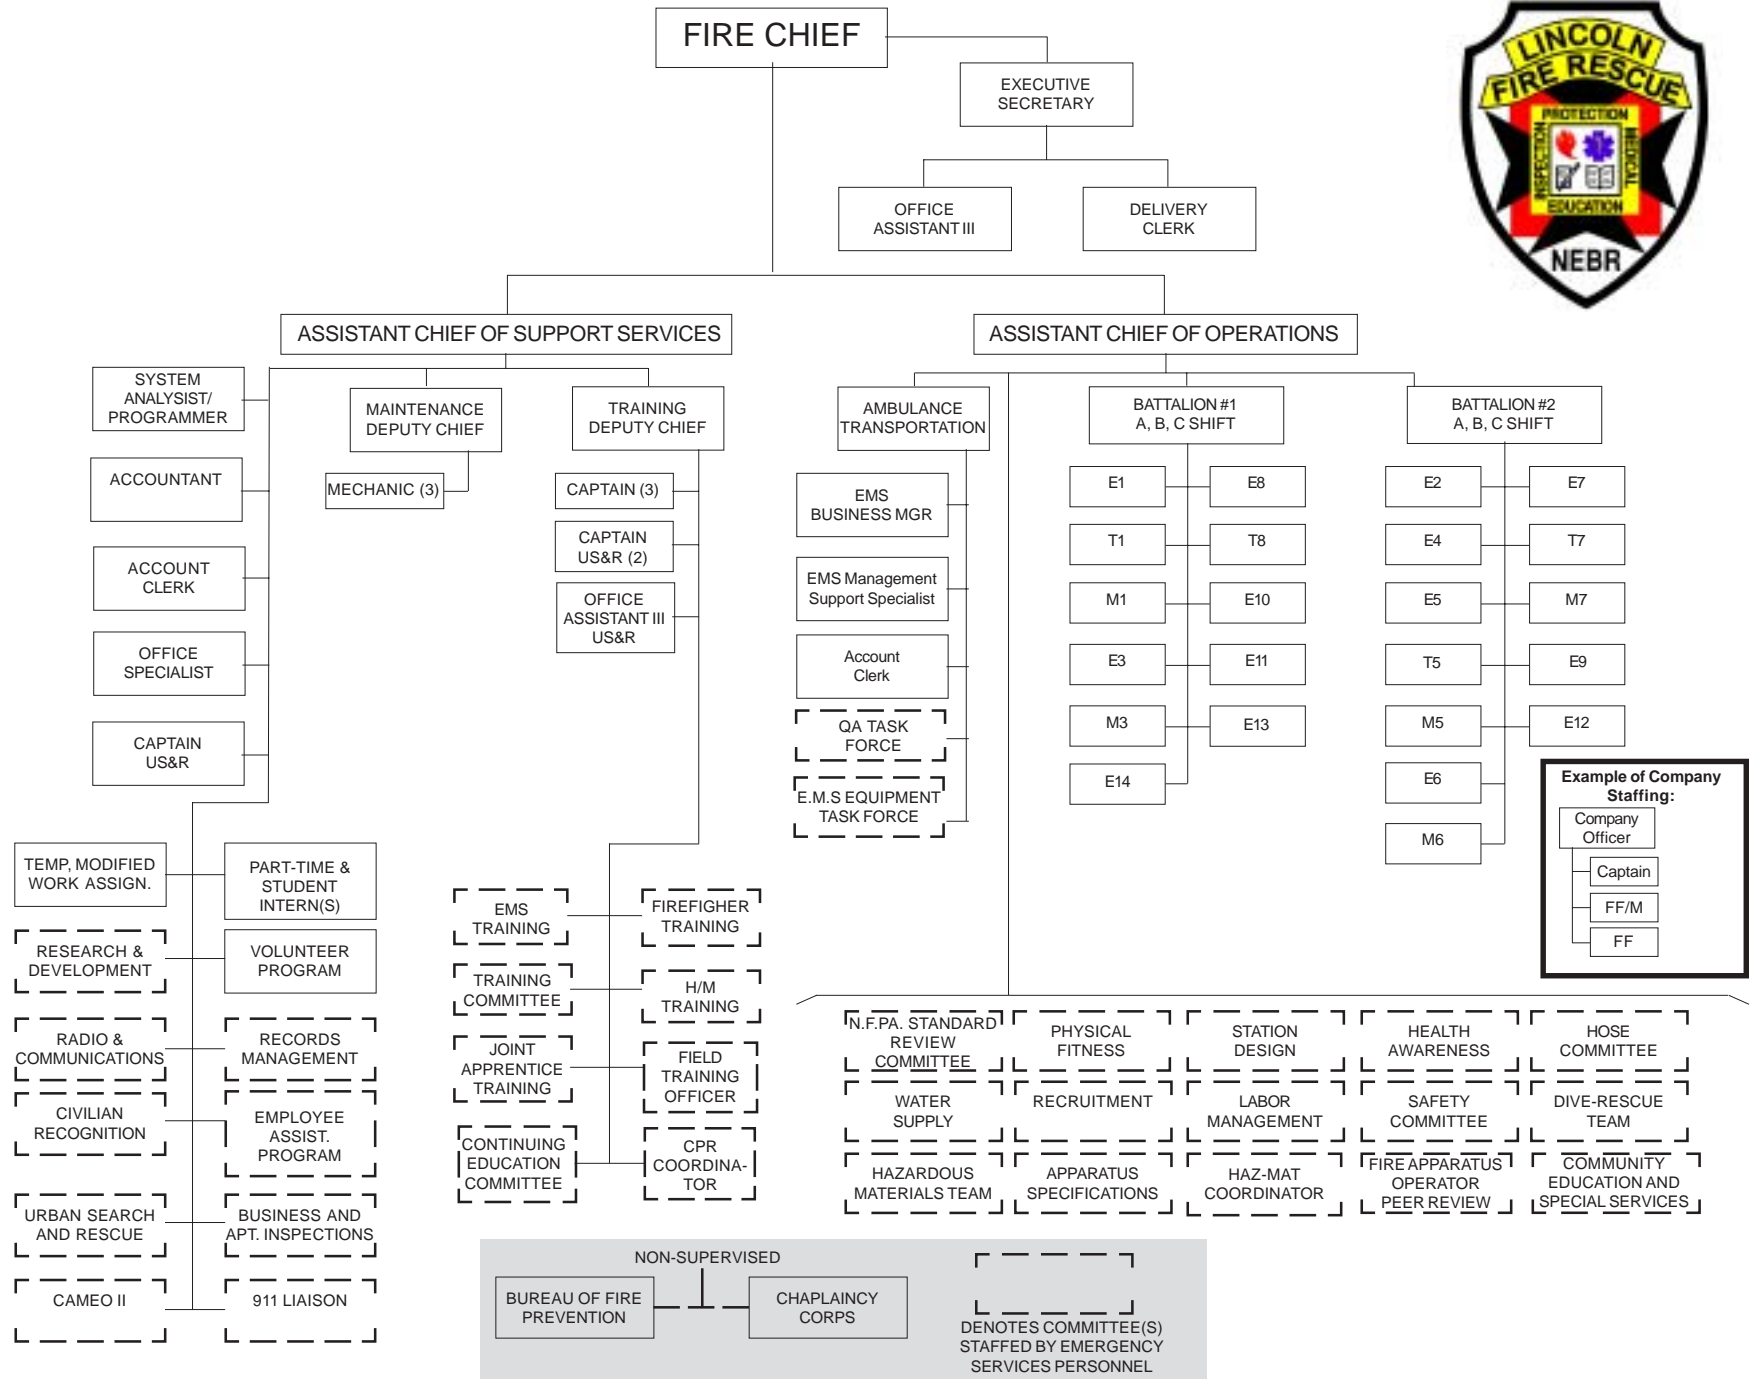 FIRE CHIEF
EXECUTIVE
SECRETARY
OFFICE
ASSISTANT III
DELIVERY
CLERK
LINCOLN
FIRE RESCUE
PROTECTION
INSPECTION
MEDICAL
EDUCATION
NEBR
ASSISTANT CHIEF OF SUPPORT SERVICES
ASSISTANT CHIEF OF OPERATIONS
SYSTEM
ANALYSIST/
PROGRAMMER
ACCOUNTANT
ACCOUNT
CLERK
OFFICE
SPECIALIST
CAPTAIN
US&R
MAINTENANCE
DEPUTY CHIEF
MECHANIC (3)
TRAINING
DEPUTY CHIEF
CAPTAIN (3)
CAPTAIN
US&R (2)
OFFICE
ASSISTANT III
US&R
AMBULANCE
TRANSPORTATION
EMS
BUSINESS MGR
EMS Management
Support Specialist
Account
Clerk
QA TASK
FORCE
E.M.S EQUIPMENT
TASK FORCE
BATTALION #1
A, B, C SHIFT
E1
E8
T1
T8
M1
E10
E3
E11
M3
E13
E14
BATTALION #2
A, B, C SHIFT
E2
E7
E4
T7
E5
M7
T5
E9
M5
E12
E6
M6
Example of Company
Staffing:
Company
Officer
Captain
FF/M
FF
TEMP, MODIFIED
WORK ASSIGN.
PART-TIME &
STUDENT
INTERN(S)
RESEARCH &
DEVELOPMENT
VOLUNTEER
PROGRAM
RADIO &
COMMUNICATIONS
RECORDS
MANAGEMENT
CIVILIAN
RECOGNITION
EMPLOYEE
ASSIST.
PROGRAM
URBAN SEARCH
AND RESCUE
BUSINESS AND
APT. INSPECTIONS
CAMEO II
911 LIAISON
EMS
TRAINING
FIREFIGHER
TRAINING
TRAINING
COMMITTEE
H/M
TRAINING
JOINT
APPRENTICE
TRAINING
FIELD
TRAINING
OFFICER
CONTINUING
EDUCATION
COMMITTEE
CPR
COORDINA-
TOR
N.F.PA. STANDARD
REVIEW
COMMITTEE
PHYSICAL
FITNESS
STATION
DESIGN
HEALTH
AWARENESS
HOSE
COMMITTEE
WATER
SUPPLY
RECRUITMENT
LABOR
MANAGEMENT
SAFETY
COMMITTEE
DIVE-RESCUE
TEAM
HAZARDOUS
MATERIALS TEAM
APPARATUS
SPECIFICATIONS
HAZ-MAT
COORDINATOR
FIRE APPARATUS
OPERATOR
PEER REVIEW
COMMUNITY
EDUCATION AND
SPECIAL SERVICES
NON-SUPERVISED
BUREAU OF FIRE
PREVENTION
CHAPLAINCY
CORPS
DENOTES COMMITTEE(S)
STAFFED BY EMERGENCY
SERVICES PERSONNEL